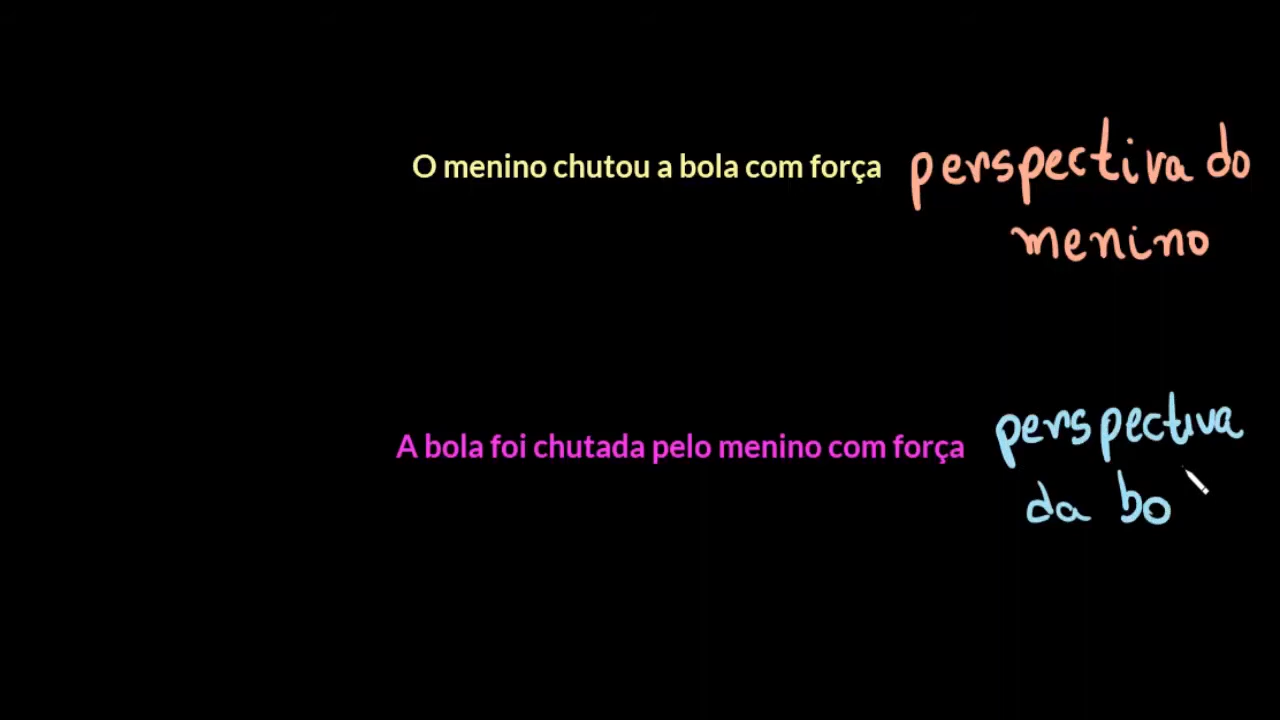 O menino chutou a bola com força
perspectiva do
menino
A bola foi chutada pelo menino com força
perspectiva
da bo